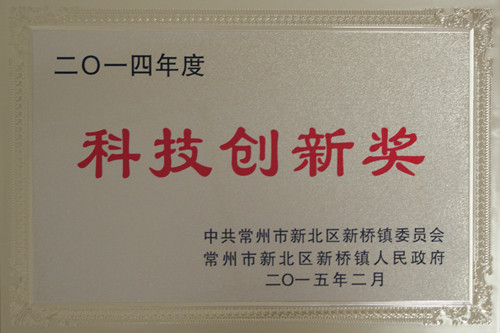 二〇一四年度
科技创新奖
中共常州市新北区新桥镇委员会
常州市新北区新桥镇人民政府
二〇一五年二月